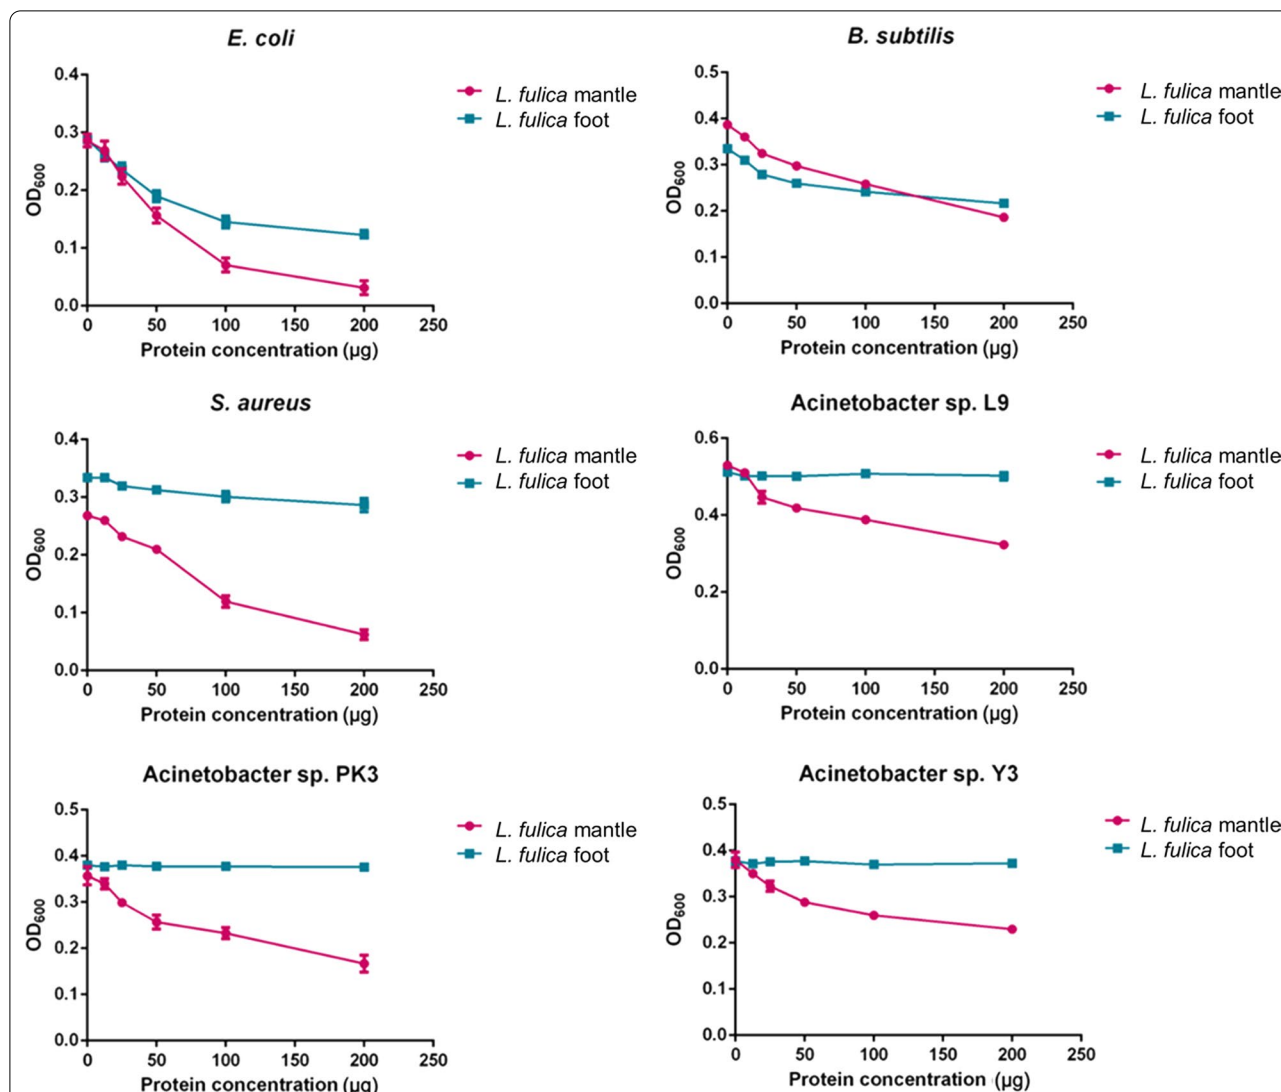 E. coli
0.4
0.3
0.2
0.1
0.0
OD600
0 50 100 150 200 250
Protein concentration (µg)
L. fulica mantle
L. fulica foot
B. subtilis
0.5
0.4
0.3
0.2
0.1
0.0
OD600
0 50 100 150 200 250
Protein concentration (µg)
L. fulica mantle
L. fulica foot
S. aureus
0.4
0.3
0.2
0.1
0.0
OD600
0 50 100 150 200 250
Protein concentration (µg)
L. fulica mantle
L. fulica foot
Acinetobacter sp. L9
0.6
0.4
0.2
0.0
OD600
0 50 100 150 200 250
Protein concentration (µg)
L. fulica mantle
L. fulica foot
Acinetobacter sp. PK3
0.5
0.4
0.3
0.2
0.1
0.0
OD600
0 50 100 150 200 250
Protein concentration (µg)
L. fulica mantle
L. fulica foot
Acinetobacter sp. Y3
0.5
0.4
0.3
0.2
0.1
0.0
OD600
0 50 100 150 200 250
Protein concentration (µg)
L. fulica mantle
L. fulica foot